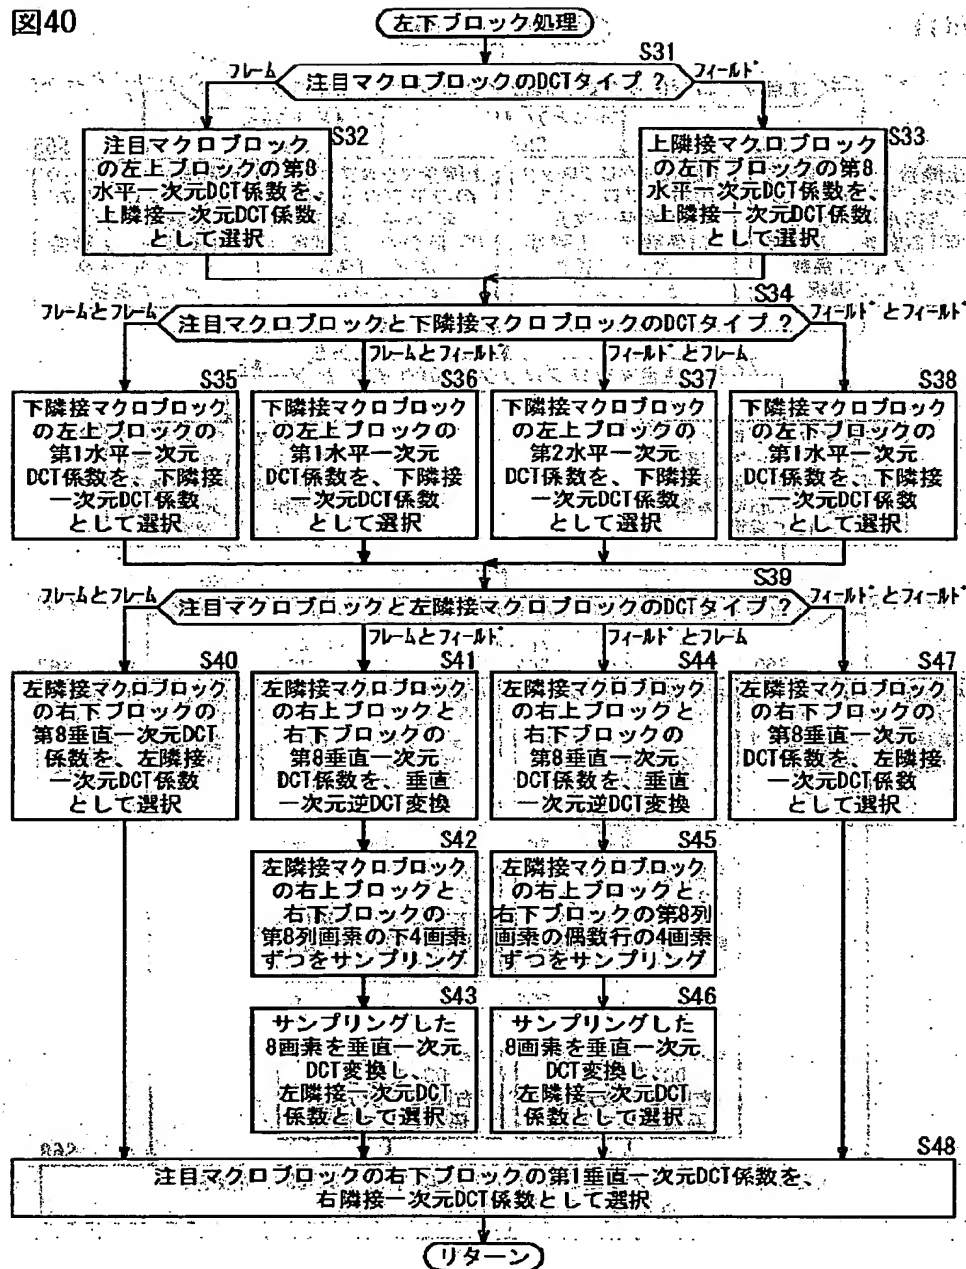 図40
左下ブロック処理
S31
フレーム
注目マクロブロックのDCTタイプ?
フィールド
S32
注目マクロブロック
の左上ブロックの第8
水平一次元DCT係数を、
上隣接一次元DCT係数
として選択
S33
上隣接マクロブロック
の左下ブロックの第8
水平一次元DCT係数を、
上隣接一次元DCT係数
として選択
S34
フレームとフレーム
注目マクロブロックと下隣接マクロブロックのDCTタイプ?
フィールドとフィールド
フレームとフィールド
フィールドとフレーム
S35
下隣接マクロブロック
の左上ブロックの
第1水平一次元
DCT係数を、下隣接
一次元DCT係数
として選択
S36
下隣接マクロブロック
の左上ブロックの
第1水平一次元
DCT係数を、下隣接
一次元DCT係数
として選択
S37
下隣接マクロブロック
の左上ブロックの
第2水平一次元
DCT係数を、下隣接
一次元DCT係数
として選択
S38
下隣接マクロブロック
の左下ブロックの
第1水平一次元
DCT係数を、下隣接
一次元DCT係数
として選択
S39
フレームとフレーム
注目マクロブロックと左隣接マクロブロックのDCTタイプ?
フィールドとフィールド
フレームとフィールド
フィールドとフレーム
S40
左隣接マクロブロック
の右下ブロックの
第8垂直一次元DCT
係数を、左隣接
一次元DCT係数
として選択
S41
左隣接マクロブロック
の右上ブロックと
右下ブロックの
第8垂直一次元
DCT係数を、垂直
一次元逆DCT変換
S44
左隣接マクロブロック
の右上ブロックと
右下ブロックの
第8垂直一次元
DCT係数を、垂直
一次元逆DCT変換
S47
左隣接マクロブロック
の右下ブロックの
第8垂直一次元
DCT係数を、左隣接
一次元DCT係数
として選択
S42
左隣接マクロブロック
の右上ブロックと
右下ブロックの
第8列画素の下4画素
ずつをサンプリング
S45
左隣接マクロブロック
の右上ブロックと
右下ブロックの第8列
画素の偶数行の4画素
ずつをサンプリング
S43
サンプリングした
8画素を垂直一次元
DCT変換し、
左隣接一次元DCT
係数として選択
S46
サンプリングした
8画素を垂直一次元
DCT変換し、
左隣接一次元DCT
係数として選択
S48
注目マクロブロックの右下ブロックの第1垂直一次元DCT係数を、
右隣接一次元DCT係数として選択
リターン